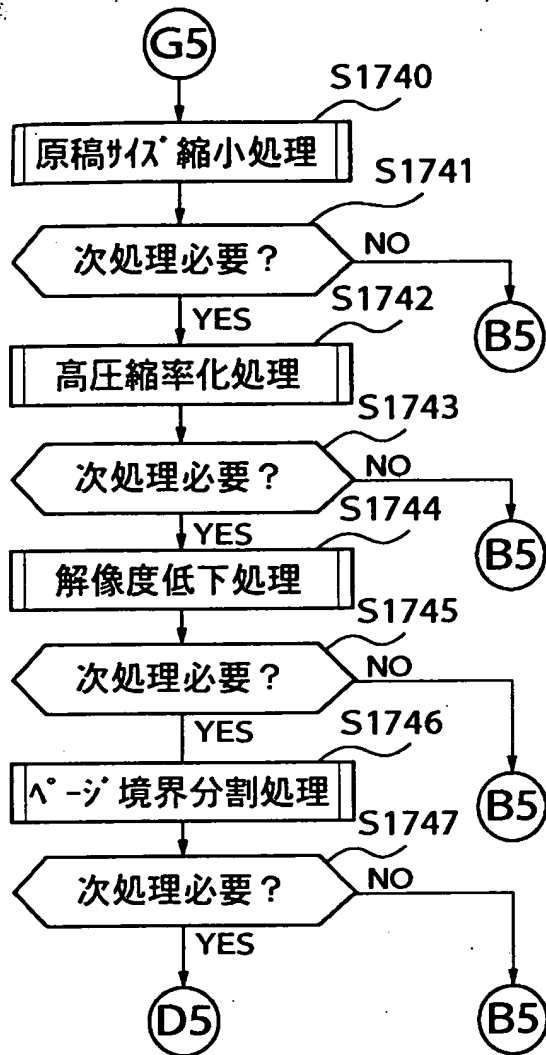 G5
S1740
原稿サイズ縮小処理
S1741
次処理必要？
NO
B5
YES
S1742
高圧縮率化処理
S1743
次処理必要？
NO
B5
YES
S1744
解像度低下処理
S1745
次処理必要？
NO
B5
YES
S1746
ページ境界分割処理
S1747
次処理必要？
NO
B5
YES
D5